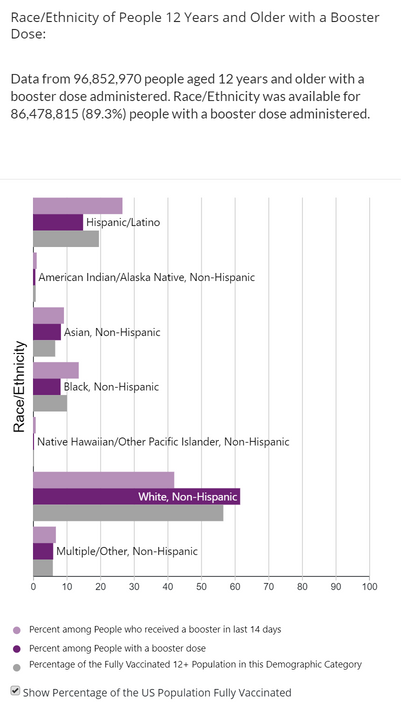 Race/Ethnicity of People 12 Years and Older with a Booster
Dose:
Data from 96,852,970 people aged 12 years and older with a
booster dose administered. Race/Ethnicity was available for
86,478,815 (89.3%) people with a booster dose administered.
Race/Ethnicity
Hispanic/Latino
American Indian/Alaska Native, Non-Hispanic
Asian, Non-Hispanic
Black, Non-Hispanic
Native Hawaiian/Other Pacific Islander, Non-Hispanic
White, Non-Hispanic
Multiple/Other, Non-Hispanic
0 10 20 30 40 50 60 70 80 90 100
Percent among People who received a booster in last 14 days
Percent among People with a booster dose
Percentage of the Fully Vaccinated 12+ Population in this Demographic Category
Show Percentage of the US Population Fully Vaccinated